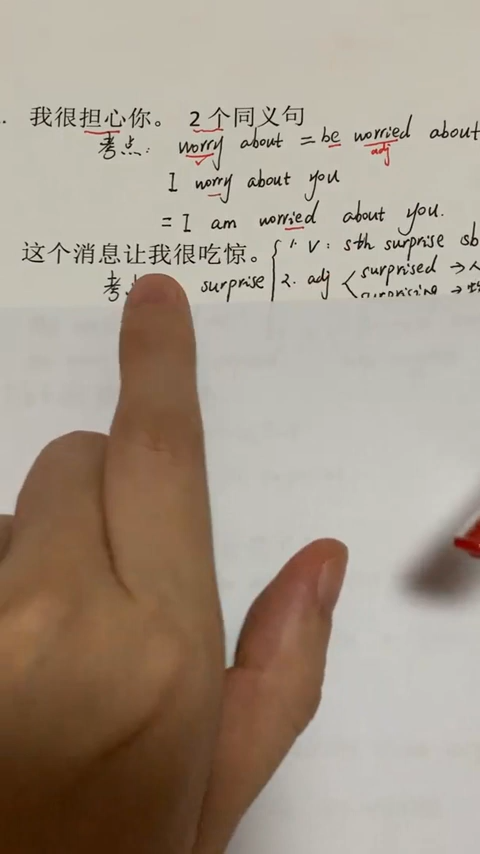 我很担心你。 2个同义句
考点: worry about = be worried about
adj
I worry about you
= I am worried about you.
这个消息让我很吃惊。 1. V: sth surprise sb
考 surprise 2. adj surprised →人
surprising →